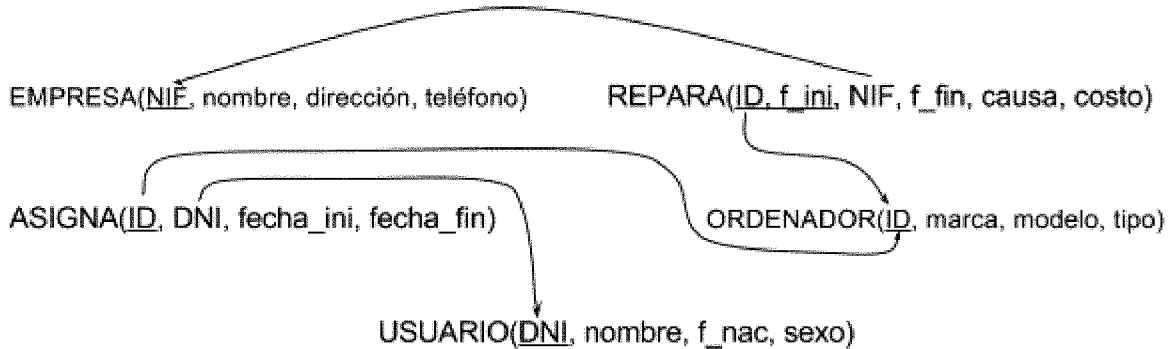 EMPRESA(NIF, nombre, dirección, teléfono)
REPARA(ID, f_ini, NIF, f_fin, causa, costo)
ASIGNA(ID, DNI, fecha_ini, fecha_fin)
ORDENADOR(ID, marca, modelo, tipo)
USUARIO(DNI, nombre, f_nac, sexo)